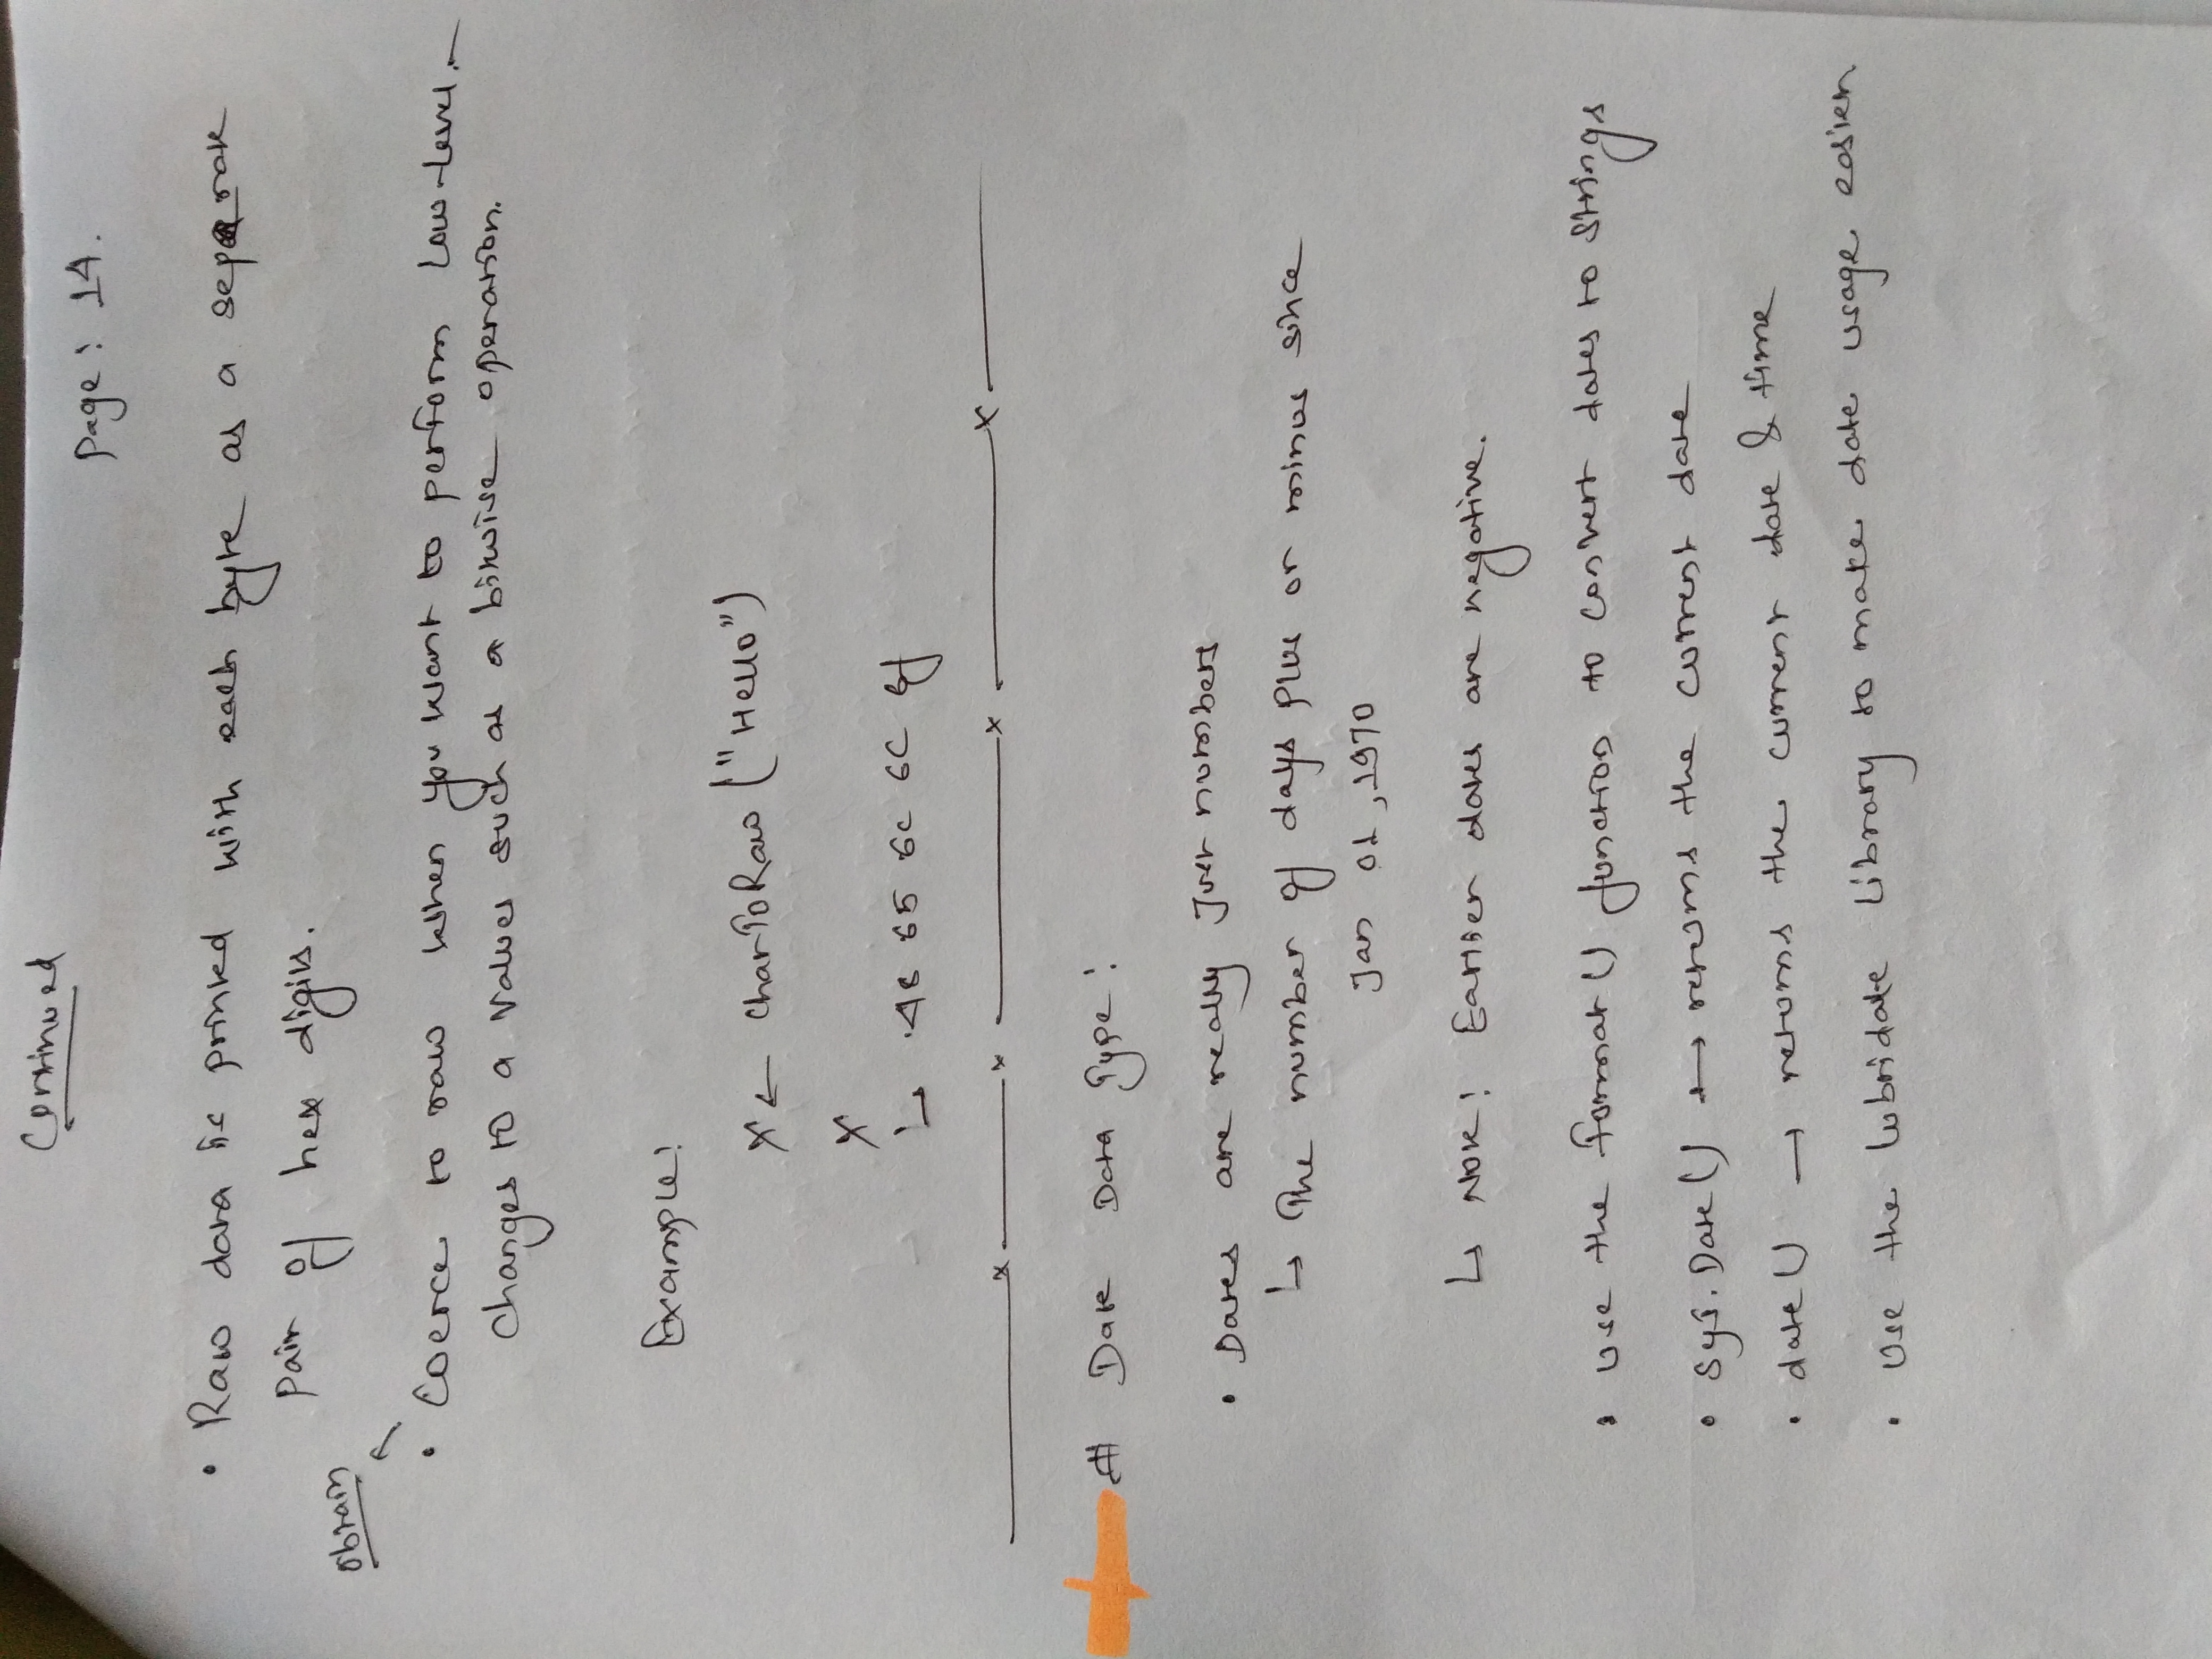 Continued
Page: 14.
• Raw data is printed with each byte as a separate
pair of hex digits.
obtain
• Coerce to raw when you want to perform low-level
changes to a values such as a bitwise operation.
Example:
X ← charToRaw ("Hello")
X
↳ 48 65 6c 6c 6f
# Date Data Type:
• Dates are really Just numbers
↳ The number of days plus or minus since
Jan 01, 1970
↳ Note: Earlier dates are negative.
• use the format() function to convert dates to strings
• Sys.Date() → returns the current date
• date() → returns the current date & time
• Use the lubridate Library to make date usage easier